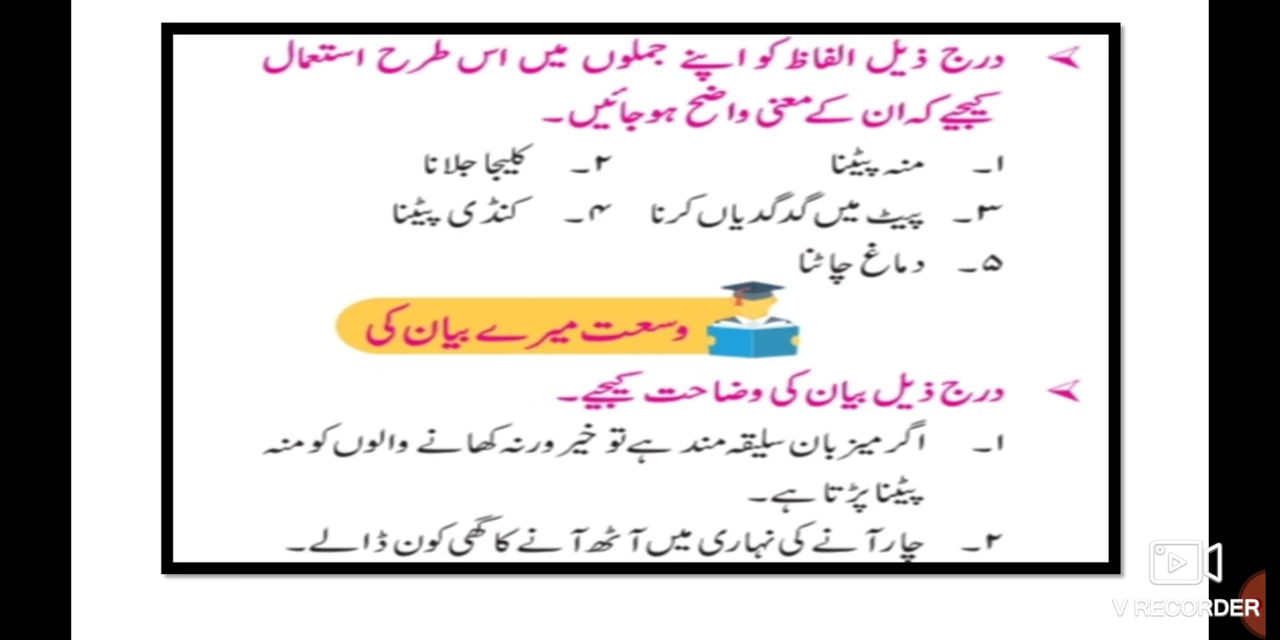 درج ذیل الفاظ کو اپنے جملوں میں اس طرح استعمال
کیجیے کہ ان کے معنی واضح ہوجائیں۔
۱۔ منہ پیٹنا ۲۔ کلیجا جلانا
۳۔ پیٹ میں گدگدیاں کرنا ۴۔ کنڈی پیٹنا
۵۔ دماغ چاٹنا
وسعت میرے بیان کی
درج ذیل بیان کی وضاحت کیجیے۔
۱۔ اگر میزبان سلیقہ مند ہے تو خیر ورنہ کھانے والوں کو منہ
پیٹنا پڑتا ہے۔
۲۔ چار آنے کی نہاری میں آٹھ آنے کا گھی کون ڈالے۔
V RECORDER